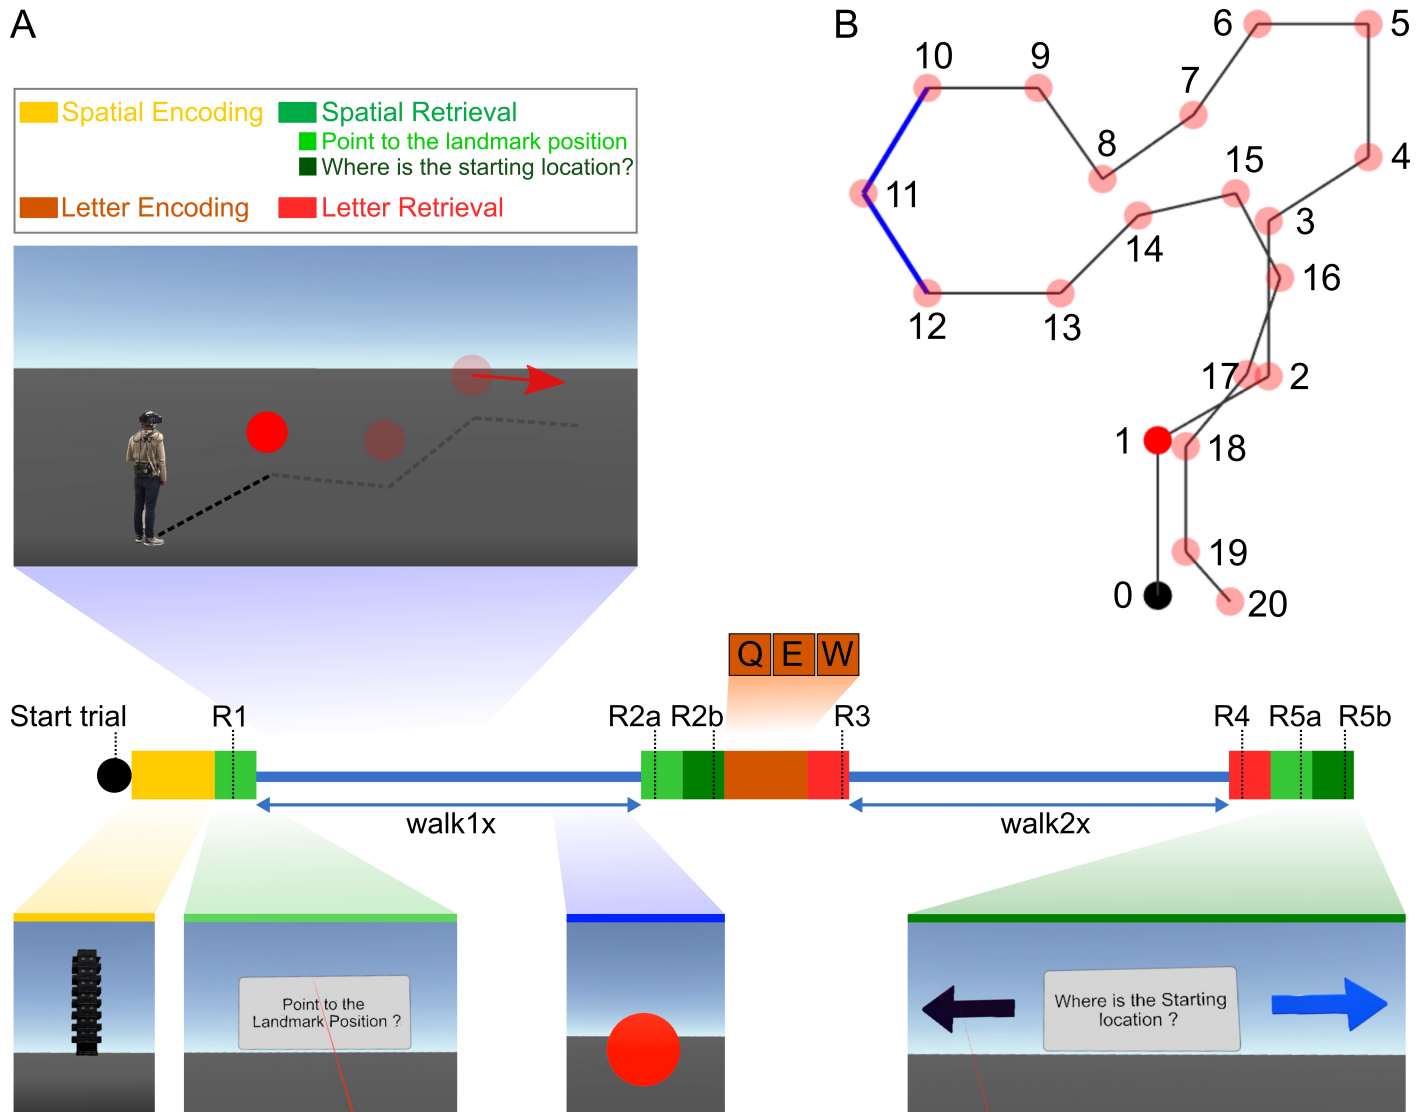 A
Spatial Encoding
Spatial Retrieval
Point to the landmark position
Where is the starting location?
Letter Encoding
Letter Retrieval
B
6
5
10
9
7
8
4
15
11
3
14
16
12
13
17
2
1
18
19
0
20
Q E W
Start trial
R1
R2a
R2b
R3
R4
R5a
R5b
walk1x
walk2x
Point to the
Landmark Position ?
Where is the Starting
location ?